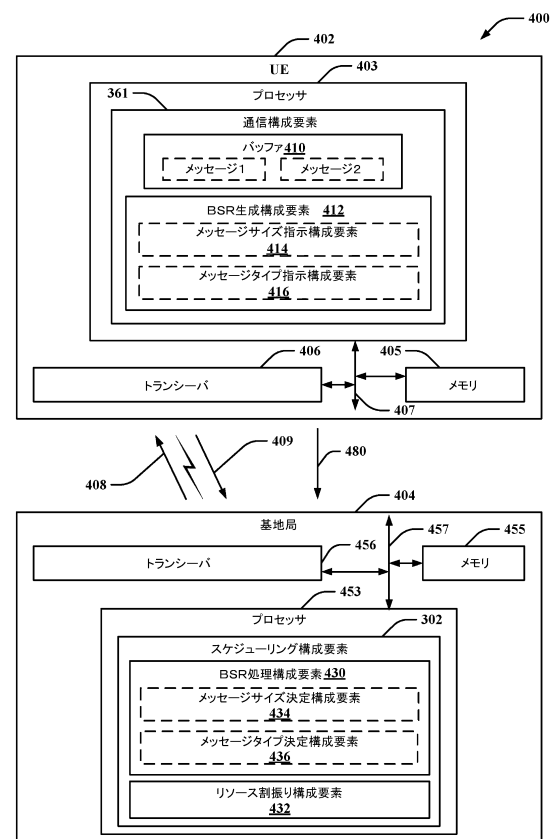 400
402
UE
403
プロセッサ
361
通信構成要素
バッファ410
メッセージ1 メッセージ2
BSR生成構成要素 412
メッセージサイズ指示構成要素
414
メッセージタイプ指示構成要素
416
406
405
トランシーバ
メモリ
407
409
408
480
404
基地局
457
455
456
トランシーバ
メモリ
453
プロセッサ
302
スケジューリング構成要素
BSR処理構成要素 430
メッセージサイズ決定構成要素
434
メッセージタイプ決定構成要素
436
リソース割振り構成要素
432